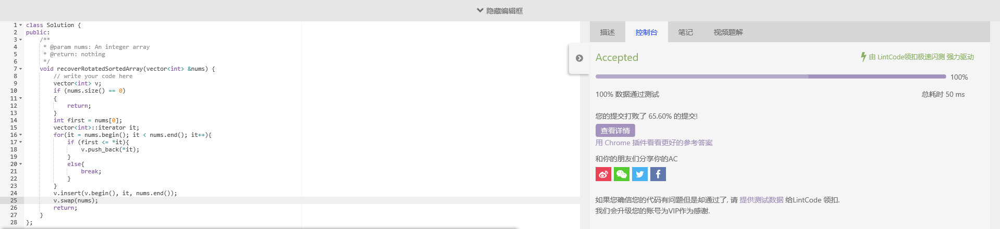 隐藏编辑框
1 class Solution {
2 public:
3 /**
4 * @param nums: An integer array
5 * @return: nothing
6 */
7 void recoverRotatedSortedArray(vector<int> &nums) {
8 // write your code here
9 vector<int> v;
10 if (nums.size() == 0)
11 {
12 return;
13 }
14 int first = nums[0];
15 vector<int>::iterator it;
16 for(it = nums.begin(); it < nums.end(); it++){
17 if (first <= *it){
18 v.push_back(*it);
19 }
20 else{
21 break;
22 }
23 }
24 v.insert(v.begin(), it, nums.end());
25 v.swap(nums);
26 return;
27 }
28 };
描述 控制台 笔记 视频题解
Accepted 由 LintCode领扣极速闪测 强力驱动
100%
100% 数据通过测试 总耗时 50 ms
您的提交打败了 65.60% 的提交!
查看详情
用 Chrome 插件看看更好的参考答案
和你的朋友们分享你的AC
如果您确信您的代码有问题但是却通过了, 请 提供测试数据 给LintCode 领扣.
我们会升级您的账号为VIP作为感谢.